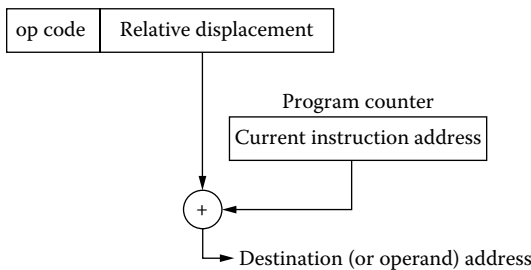 op code
Relative displacement
Program counter
Current instruction address
+
Destination (or operand) address